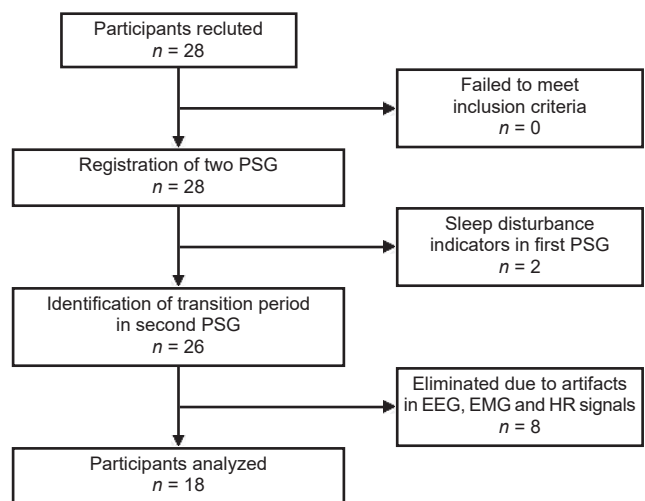 Participants recluted
n = 28
Failed to meet
inclusion criteria
n = 0
Registration of two PSG
n = 28
Sleep disturbance
indicators in first PSG
n = 2
Identification of transition period
in second PSG
n = 26
Eliminated due to artifacts
in EEG, EMG and HR signals
n = 8
Participants analyzed
n = 18